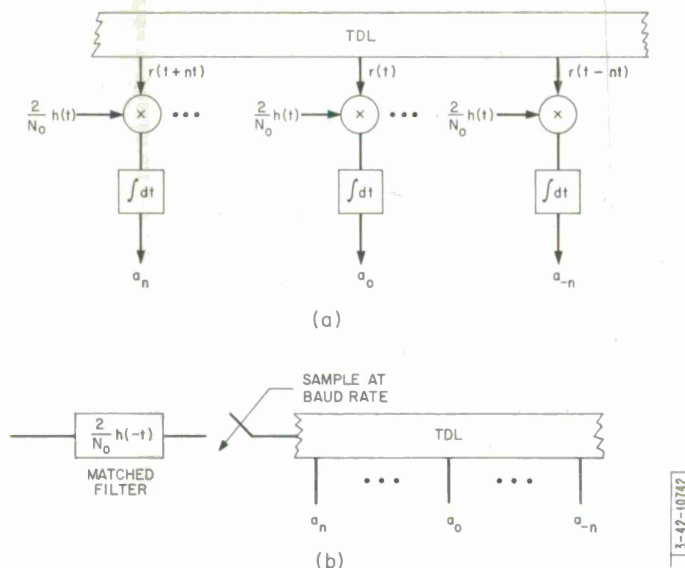 TDL
r(t + nt) r(t) r(t − nt)
2/N₀ h(t) × ••• 2/N₀ h(t) × ••• 2/N₀ h(t) ×
∫dt ∫dt ∫dt
aₙ a₀ a₋ₙ
(a)
SAMPLE AT
BAUD RATE
2/N₀ h(−t) TDL
MATCHED
FILTER
••• •••
aₙ a₀ a₋ₙ
(b)
3-42-10742